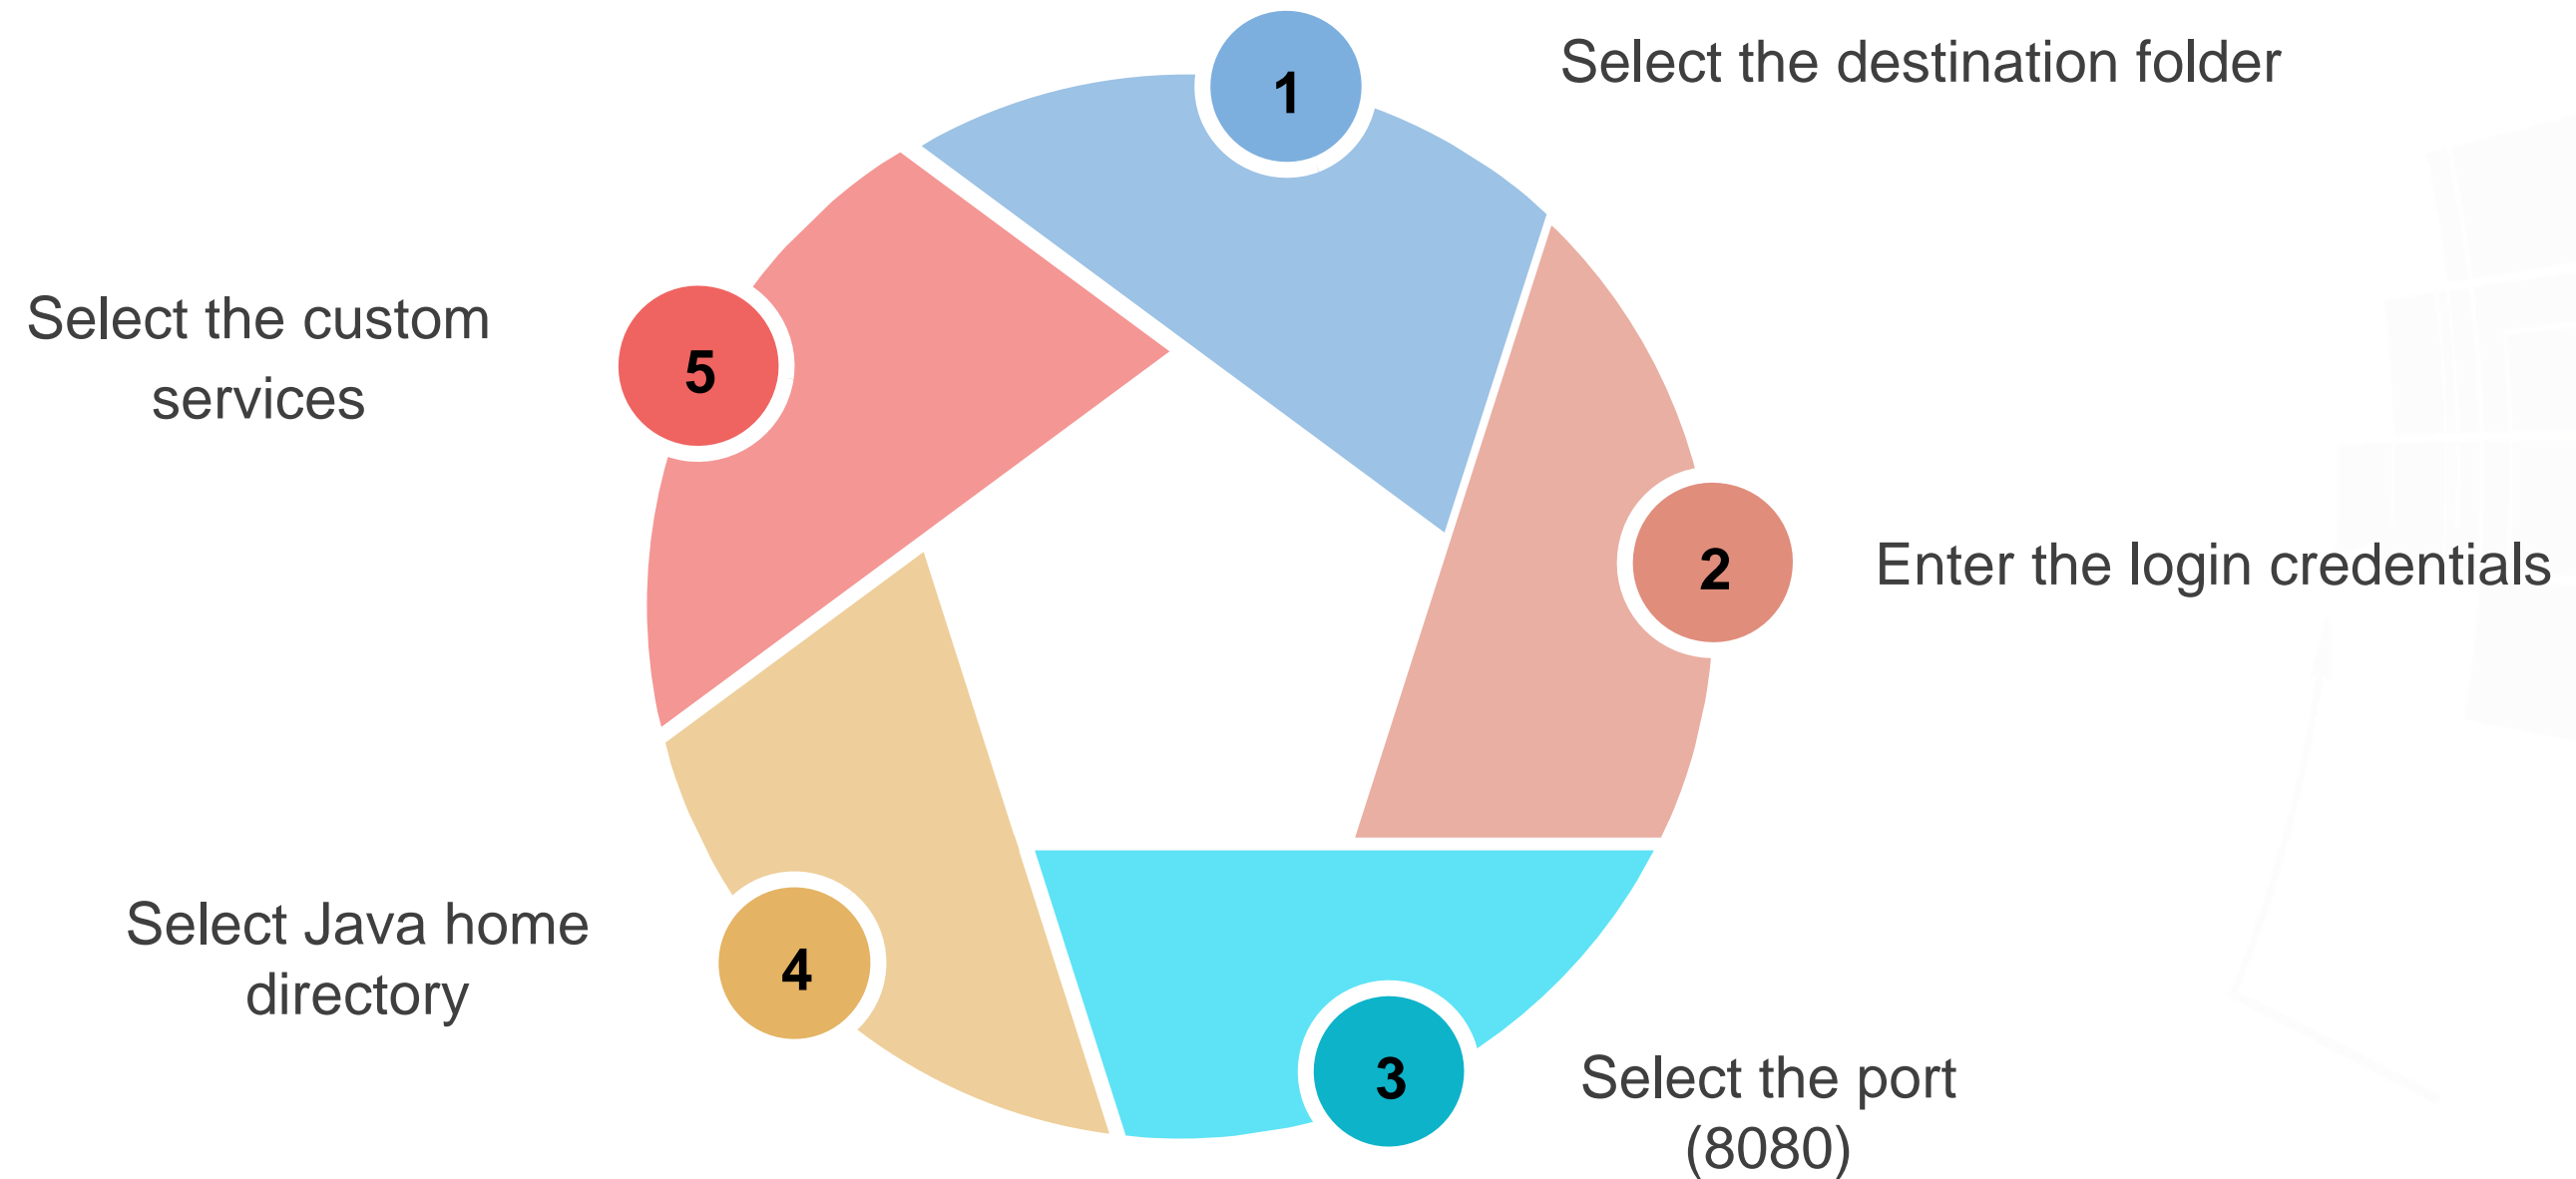 1
Select the destination folder
2
Enter the login credentials
3
Select the port
(8080)
4
Select Java home
directory
5
Select the custom
services